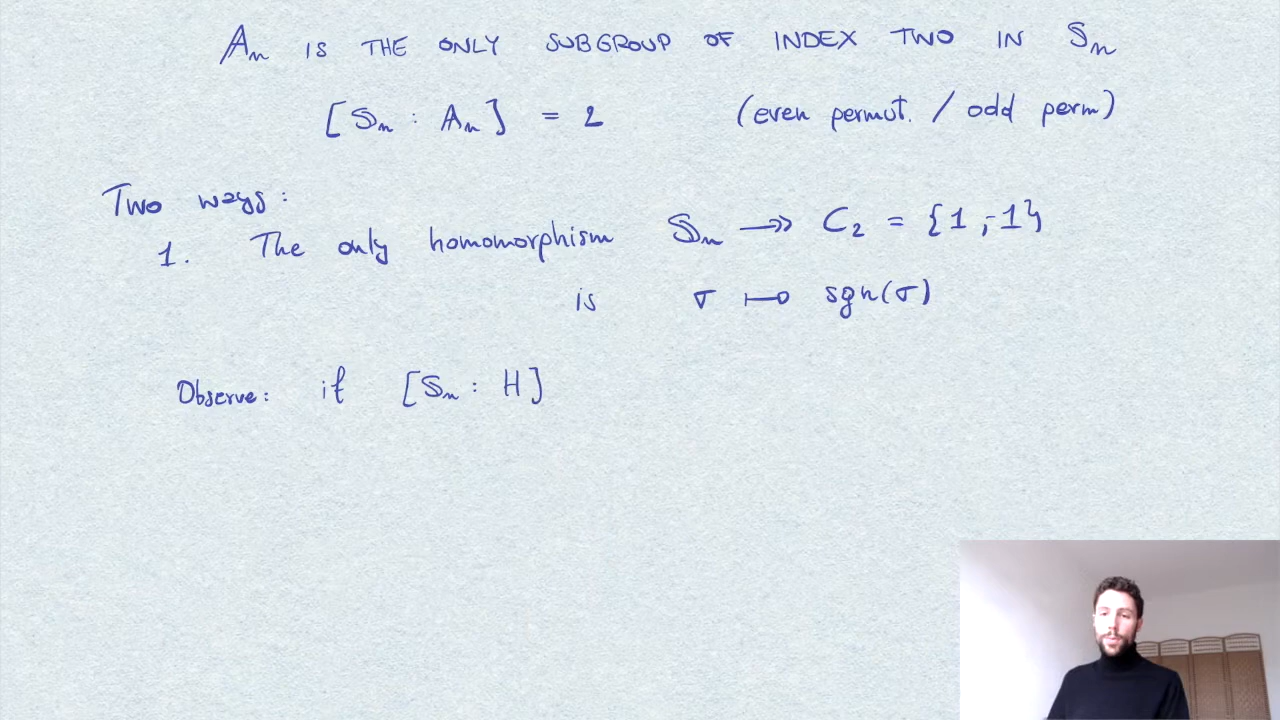 An IS THE ONLY SUBGROUP OF INDEX TWO IN Sn
[Sn : An] = 2 (even permut. / odd perm)
Two ways:
1. The only homomorphism Sn ↠ C2 = {1,-1}
is σ ↦ sgn(σ)
Observe: if [Sn : H]